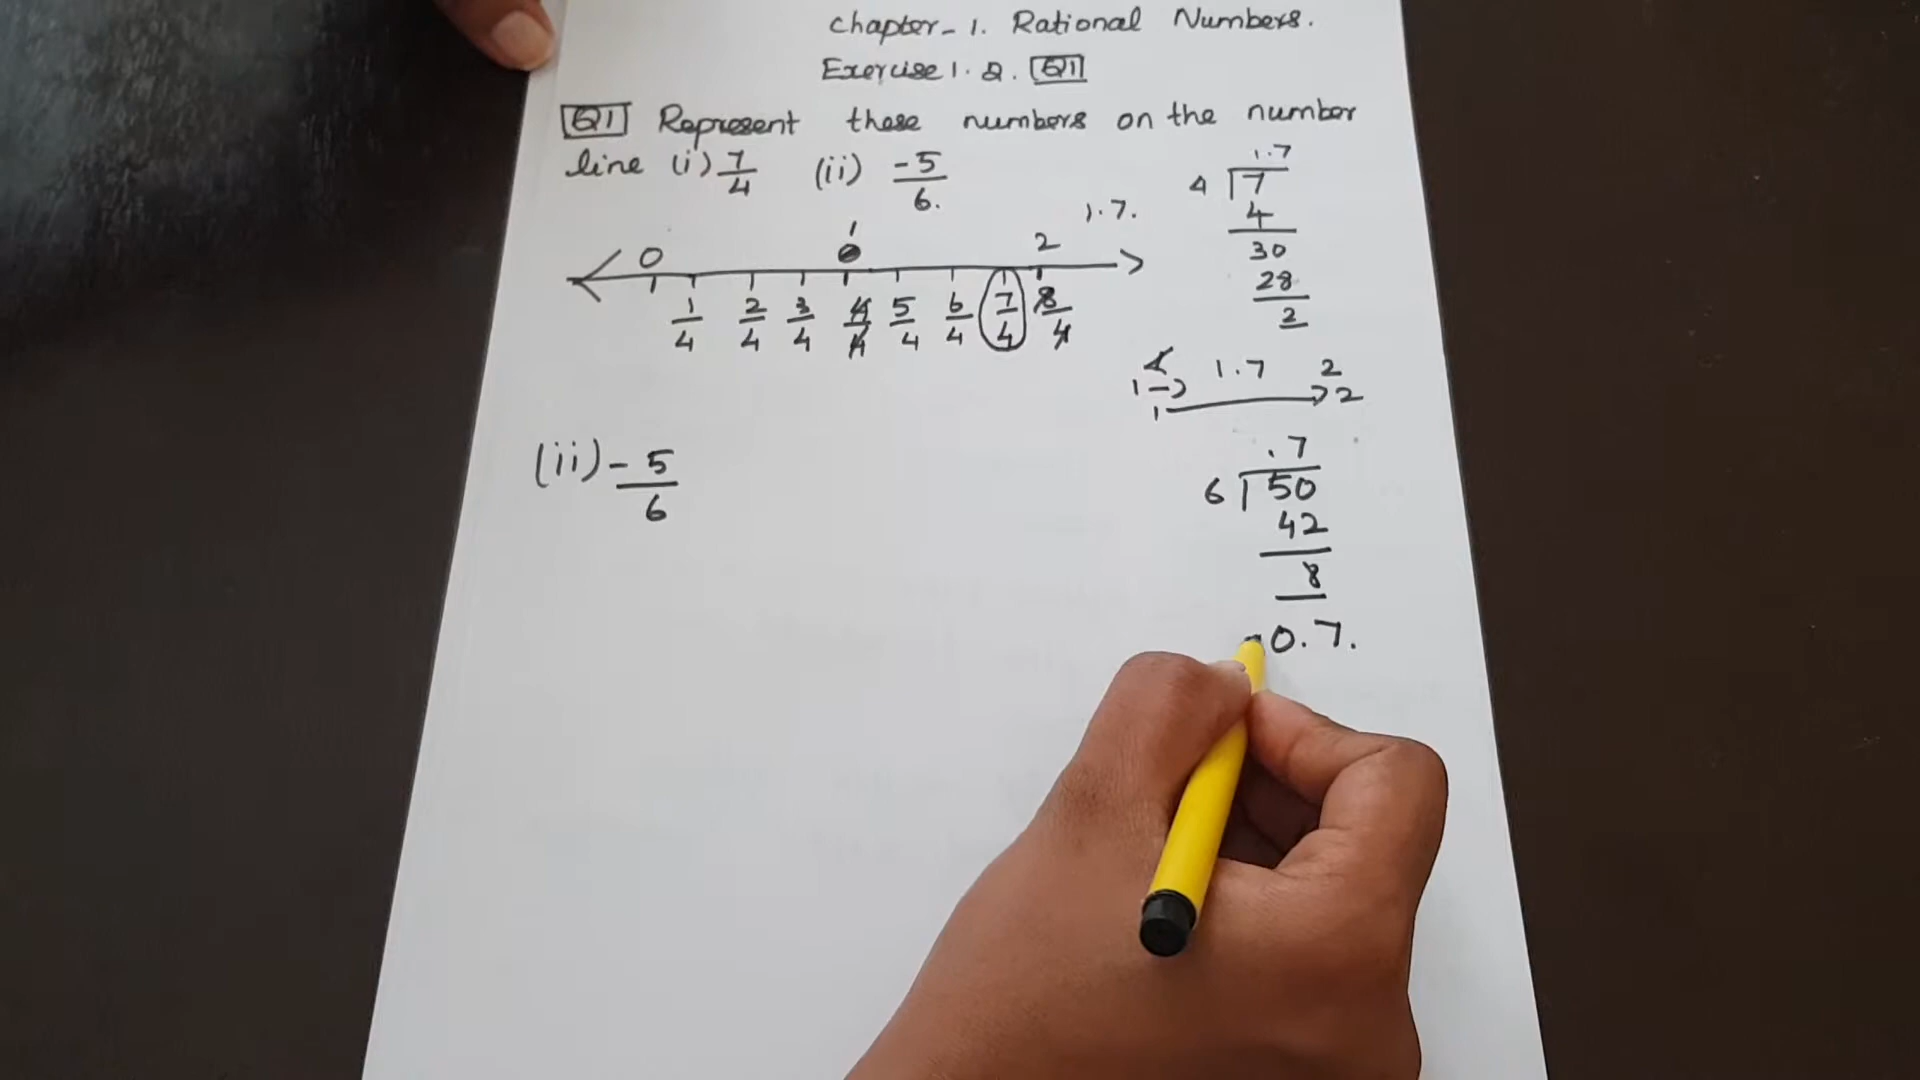 Chapter-1. Rational Numbers.
Exercise 1.2. Q1
Q1 Represent these numbers on the number
line (i) 7/4 (ii) -5/6.
1.7
4 7
4
30
28
2
1.7.
0 1 2
1/4 2/4 3/4 4/4 5/4 6/4 7/4 8/4
1.7 2
1 → 2
1
(ii) -5/6
.7
6 50
42
8
0.7.